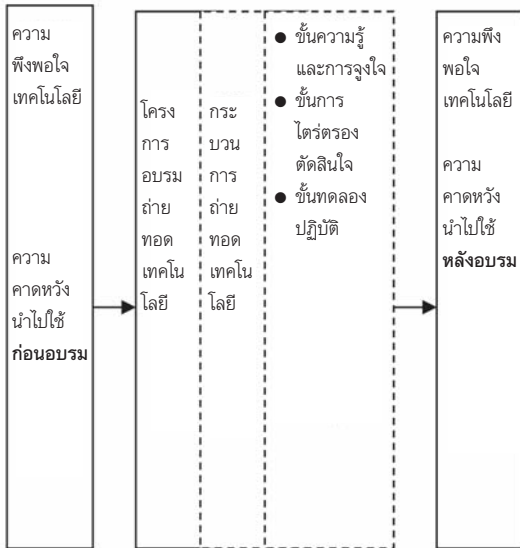 ความ
พึงพอใจ
เทคโนโลยี
ความ
คาดหวัง
นำไปใช้
ก่อนอบรม
โครง
การ
อบรม
ถ่าย
ทอด
เทคโน
โลยี
กระ
บวน
การ
ถ่าย
ทอด
เทคโน
โลยี
● ขั้นความรู้
และการจูงใจ
● ขั้นการ
ไตร่ตรอง
ตัดสินใจ
● ขั้นทดลอง
ปฏิบัติ
ความพึง
พอใจ
เทคโนโลยี
ความ
คาดหวัง
นำไปใช้
หลังอบรม